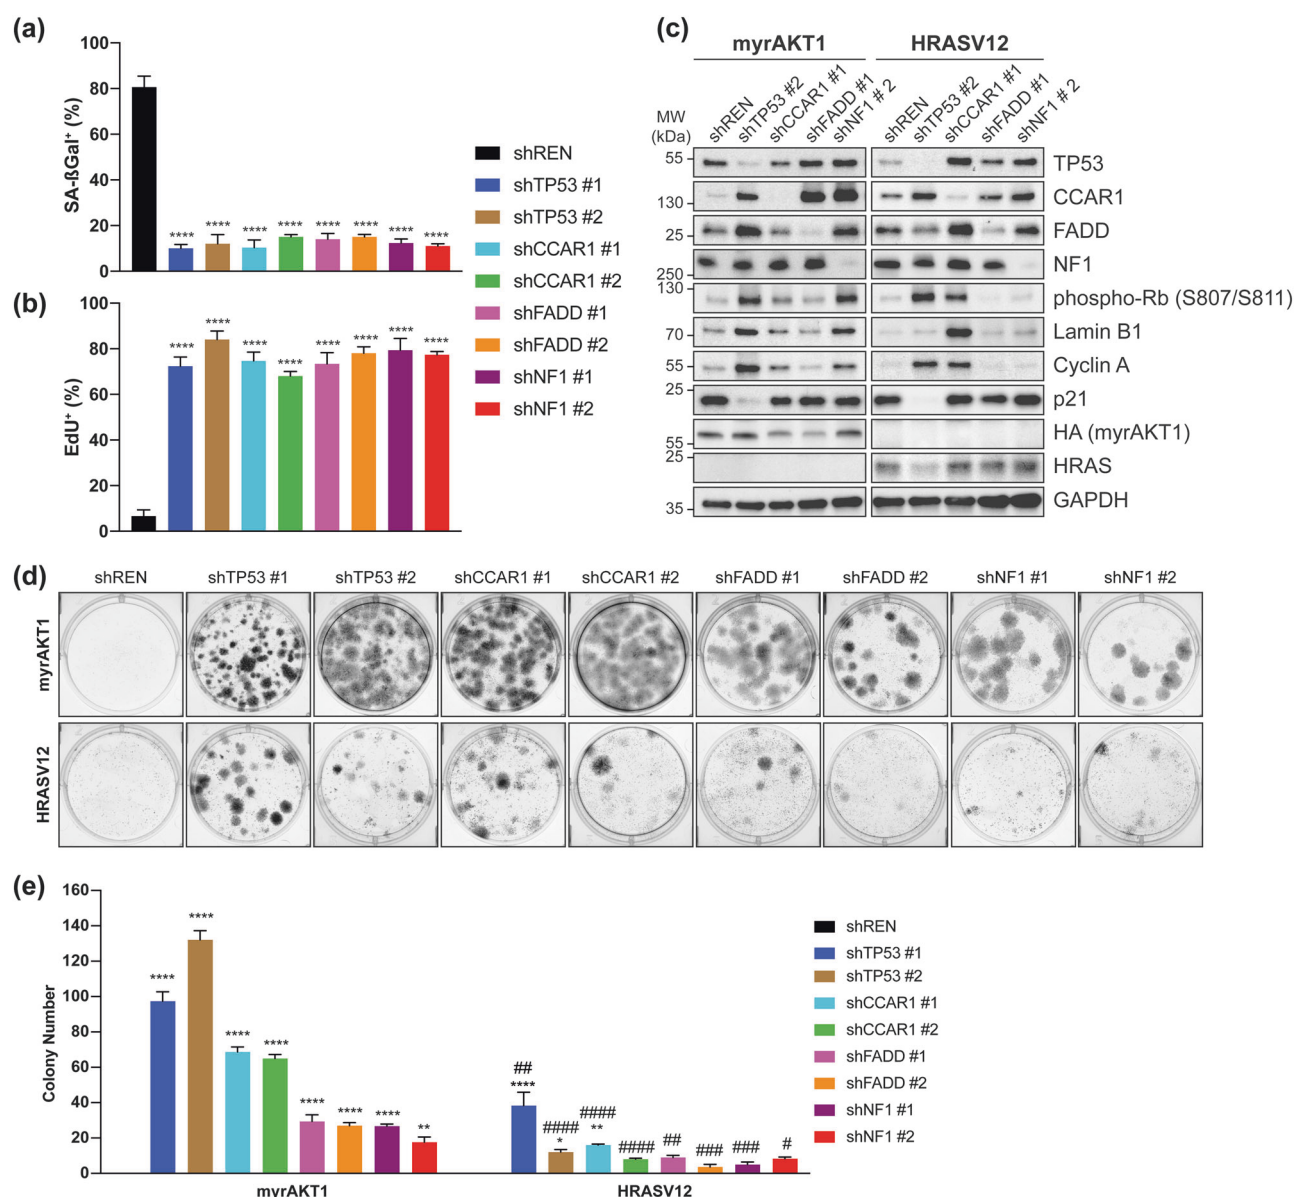 (a)
100
80
60
40
20
0
SA-ßGal⁺ (%)
**** **** **** **** **** **** **** ****
(b)
100
80
60
40
20
0
EdU⁺ (%)
**** **** **** **** **** **** **** ****
shREN
shTP53 #1
shTP53 #2
shCCAR1 #1
shCCAR1 #2
shFADD #1
shFADD #2
shNF1 #1
shNF1 #2
(c)
myrAKT1 HRASV12
MW
(kDa)
shREN shTP53 #2 shCCAR1 #1 shFADD #1 shNF1 # 2 shREN shTP53 #2 shCCAR1 #1 shFADD #1 shNF1 # 2
55 TP53
130 CCAR1
25 FADD
250 NF1
130 phospho-Rb (S807/S811)
70 Lamin B1
55 Cyclin A
25 p21
55 HA (myrAKT1)
25 HRAS
35 GAPDH
(d)
shREN shTP53 #1 shTP53 #2 shCCAR1 #1 shCCAR1 #2 shFADD #1 shFADD #2 shNF1 #1 shNF1 #2
myrAKT1
HRASV12
(e)
160
140
120
100
80
60
40
20
0
Colony Number
**** **** **** **** **** **** **** **
## #### #### #### ## ### ### #
**** * **
myrAKT1 HRASV12
shREN
shTP53 #1
shTP53 #2
shCCAR1 #1
shCCAR1 #2
shFADD #1
shFADD #2
shNF1 #1
shNF1 #2